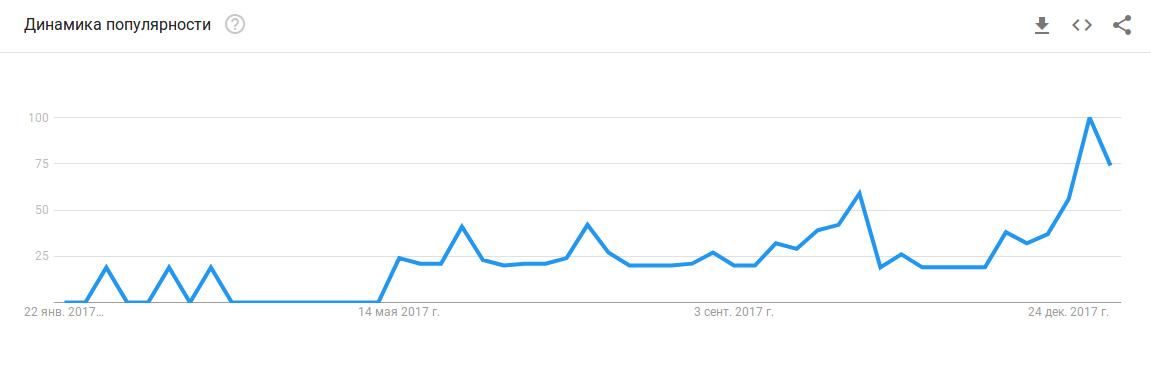 Динамика популярности ?
100
75
50
25
22 янв. 2017… 14 мая 2017 г. 3 сент. 2017 г. 24 дек. 2017 г.